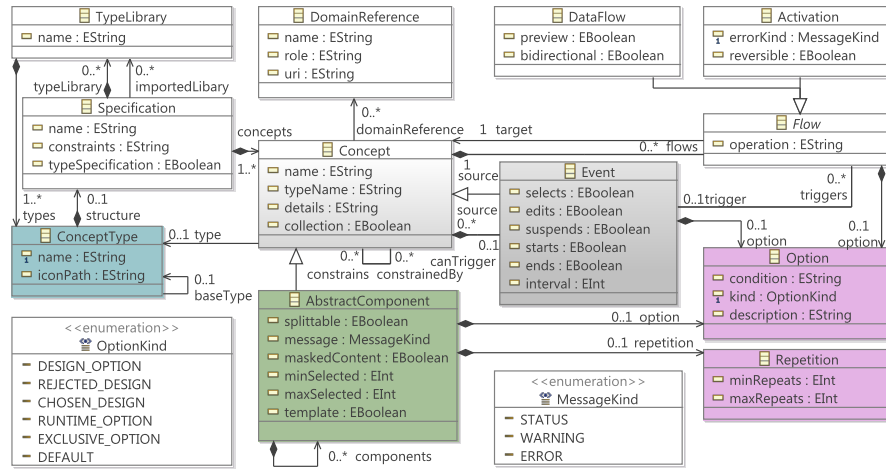 TypeLibrary
name : EString
DomainReference
name : EString
role : EString
uri : EString
DataFlow
preview : EBoolean
bidirectional : EBoolean
Activation
errorKind : MessageKind
reversible : EBoolean
0..*
typeLibrary
0..*
importedLibary
Specification
name : EString
constraints : EString
typeSpecification : EBoolean
concepts
1..*
0..*
domainReference
1 target
0..* flows
Flow
operation : EString
Concept
name : EString
typeName : EString
details : EString
collection : EBoolean
1
source
source
0..*
0..1
canTrigger
Event
selects : EBoolean
edits : EBoolean
suspends : EBoolean
starts : EBoolean
ends : EBoolean
interval : EInt
0..*
triggers
0..1trigger
0..1
option
0..1
option
1..*
types
0..1
structure
ConceptType
name : EString
iconPath : EString
0..1 type
0..1
baseType
0..*
constrains
0..*
constrainedBy
Option
condition : EString
kind : OptionKind
description : EString
AbstractComponent
splittable : EBoolean
message : MessageKind
maskedContent : EBoolean
minSelected : EInt
maxSelected : EInt
template : EBoolean
0..1 option
0..1 repetition
Repetition
minRepeats : EInt
maxRepeats : EInt
<<enumeration>>
OptionKind
DESIGN_OPTION
REJECTED_DESIGN
CHOSEN_DESIGN
RUNTIME_OPTION
EXCLUSIVE_OPTION
DEFAULT
<<enumeration>>
MessageKind
STATUS
WARNING
ERROR
0..* components